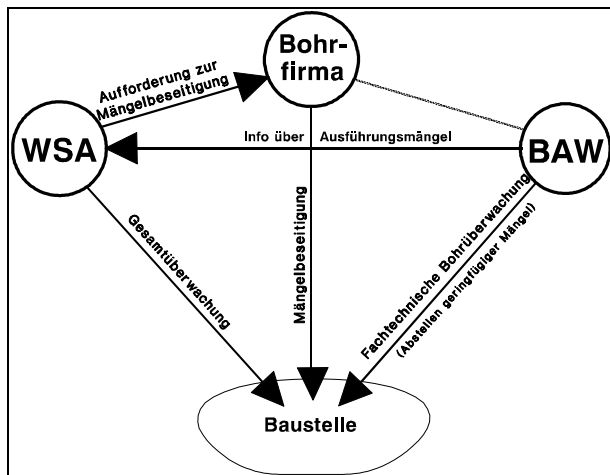 Bohr-
firma
Aufforderung zur
Mängelbeseitigung
WSA
Info über
Ausführungsmängel
BAW
Gesamtüberwachung
Mängelbeseitigung
Fachtechnische Bohrüberwachung
(Abstellen geringfügiger Mängel)
Baustelle